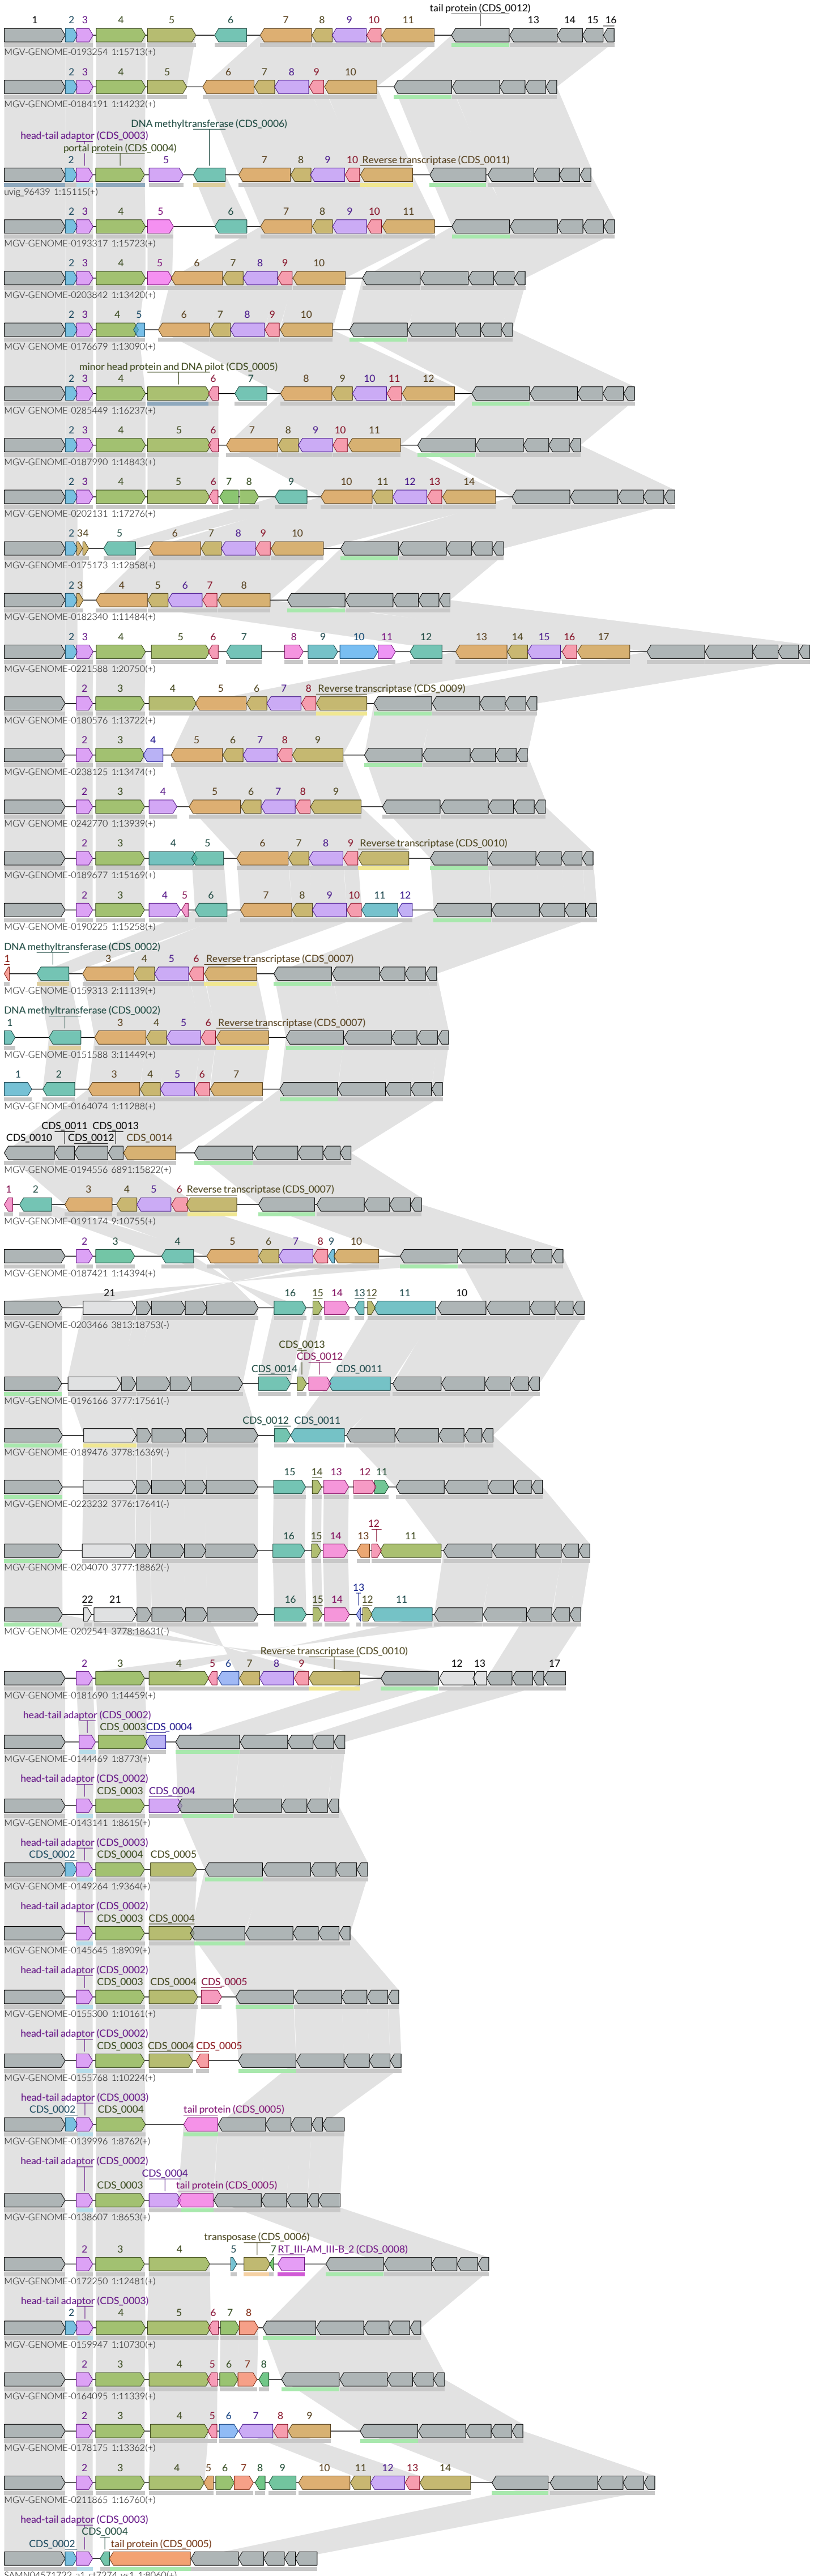 tail protein (CDS_0012)
1 2 3 4 5 6 7 8 9 10 11 13 14 15 16
MGV-GENOME-0193254 1:15713(+)
2 3 4 5 6 7 8 9 10
MGV-GENOME-0184191 1:14232(+)
DNA methyltransferase (CDS_0006)
head-tail adaptor (CDS_0003)
portal protein (CDS_0004)
2 5 7 8 9 10 Reverse transcriptase (CDS_0011)
uvig_96439 1:15115(+)
2 3 4 5 6 7 8 9 10 11
MGV-GENOME-0193317 1:15723(+)
2 3 4 5 6 7 8 9 10
MGV-GENOME-0203842 1:13420(+)
2 3 4 5 6 7 8 9 10
MGV-GENOME-0176679 1:13090(+)
minor head protein and DNA pilot (CDS_0005)
2 3 4 6 7 8 9 10 11 12
MGV-GENOME-0285449 1:16237(+)
2 3 4 5 6 7 8 9 10 11
MGV-GENOME-0187990 1:14843(+)
2 3 4 5 6 7 8 9 10 11 12 13 14
MGV-GENOME-0202131 1:17276(+)
2 3 4 5 6 7 8 9 10
MGV-GENOME-0175173 1:12858(+)
2 3 4 5 6 7 8
MGV-GENOME-0182340 1:11484(+)
2 3 4 5 6 7 8 9 10 11 12 13 14 15 16 17
MGV-GENOME-0221588 1:20750(+)
2 3 4 5 6 7 8 Reverse transcriptase (CDS_0009)
MGV-GENOME-0180576 1:13722(+)
2 3 4 5 6 7 8 9
MGV-GENOME-0238125 1:13474(+)
2 3 4 5 6 7 8 9
MGV-GENOME-0242770 1:13939(+)
2 3 4 5 6 7 8 9 Reverse transcriptase (CDS_0010)
MGV-GENOME-0189677 1:15169(+)
2 3 4 5 6 7 8 9 10 11 12
MGV-GENOME-0190225 1:15258(+)
DNA methyltransferase (CDS_0002)
1 3 4 5 6 Reverse transcriptase (CDS_0007)
MGV-GENOME-0159313 2:11139(+)
DNA methyltransferase (CDS_0002)
1 3 4 5 6 Reverse transcriptase (CDS_0007)
MGV-GENOME-0151588 3:11449(+)
1 2 3 4 5 6 7
MGV-GENOME-0164074 1:11288(+)
CDS_0011 CDS_0013
CDS_0010 CDS_0012 CDS_0014
MGV-GENOME-0194556 6891:15822(+)
1 2 3 4 5 6 Reverse transcriptase (CDS_0007)
MGV-GENOME-0191174 9:10755(+)
2 3 4 5 6 7 8 9 10
MGV-GENOME-0187421 1:14394(+)
21 16 15 14 13 12 11 10
MGV-GENOME-0203466 3813:18753(-)
CDS_0013
CDS_0012
CDS_0014 CDS_0011
MGV-GENOME-0196166 3777:17561(-)
CDS_0012 CDS_0011
MGV-GENOME-0189476 3778:16369(-)
15 14 13 12 11
MGV-GENOME-0223232 3776:17641(-)
12
16 15 14 13 11
MGV-GENOME-0204070 3777:18862(-)
13
22 21 16 15 14 12 11
MGV-GENOME-0202541 3778:18631(-)
Reverse transcriptase (CDS_0010)
2 3 4 5 6 7 8 9 12 13 17
MGV-GENOME-0181690 1:14459(+)
head-tail adaptor (CDS_0002)
CDS_0003 CDS_0004
MGV-GENOME-0144469 1:8773(+)
head-tail adaptor (CDS_0002)
CDS_0003 CDS_0004
MGV-GENOME-0143141 1:8615(+)
head-tail adaptor (CDS_0003)
CDS_0002 CDS_0004 CDS_0005
MGV-GENOME-0149264 1:9364(+)
head-tail adaptor (CDS_0002)
CDS_0003 CDS_0004
MGV-GENOME-0145645 1:8909(+)
head-tail adaptor (CDS_0002)
CDS_0003 CDS_0004 CDS_0005
MGV-GENOME-0155300 1:10161(+)
head-tail adaptor (CDS_0002)
CDS_0003 CDS_0004 CDS_0005
MGV-GENOME-0155768 1:10224(+)
head-tail adaptor (CDS_0003)
CDS_0002 CDS_0004 tail protein (CDS_0005)
MGV-GENOME-0139996 1:8762(+)
head-tail adaptor (CDS_0002)
CDS_0004
CDS_0003 tail protein (CDS_0005)
MGV-GENOME-0138607 1:8653(+)
transposase (CDS_0006)
2 3 4 5 7 RT_III-AM_III-B_2 (CDS_0008)
MGV-GENOME-0172250 1:12481(+)
head-tail adaptor (CDS_0003)
2 4 5 6 7 8
MGV-GENOME-0159947 1:10730(+)
2 3 4 5 6 7 8
MGV-GENOME-0164095 1:11339(+)
2 3 4 5 6 7 8 9
MGV-GENOME-0178175 1:13362(+)
2 3 4 5 6 7 8 9 10 11 12 13 14
MGV-GENOME-0211865 1:16760(+)
head-tail adaptor (CDS_0003)
CDS_0004
CDS_0002 tail protein (CDS_0005)